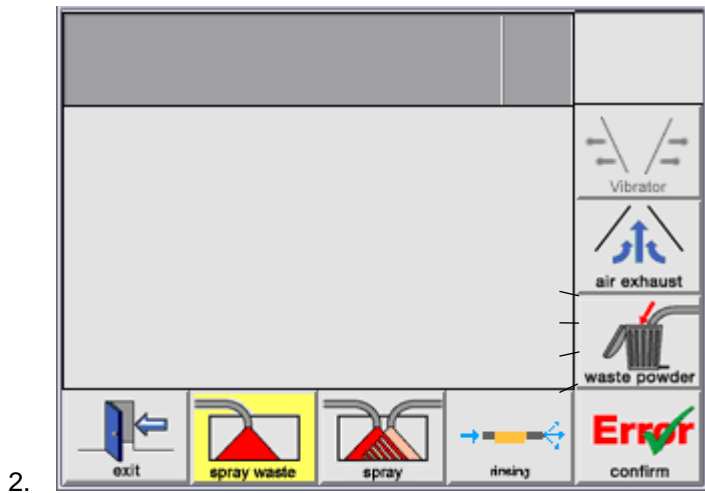 Vibrator
air exhaust
waste powder
exit
spray waste
spray
rinsing
Error
confirm
2.